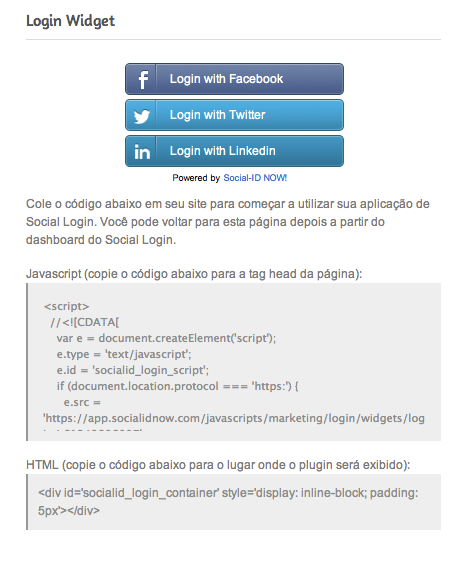 Login Widget
Login with Facebook
Login with Twitter
Login with Linkedin
Powered by Social-ID NOW!
Cole o código abaixo em seu site para começar a utilizar sua aplicação de
Social Login. Você pode voltar para esta página depois a partir do
dashboard do Social Login.
Javascript (copie o código abaixo para a tag head da página):
<script>
//<![CDATA[
var e = document.createElement('script');
e.type = 'text/javascript';
e.id = 'socialid_login_script';
if (document.location.protocol === 'https:') {
e.src =
'https://app.socialidnow.com/javascripts/marketing/login/widgets/log
HTML (copie o código abaixo para o lugar onde o plugin será exibido):
<div id='socialid_login_container' style='display: inline-block; padding:
5px'></div>